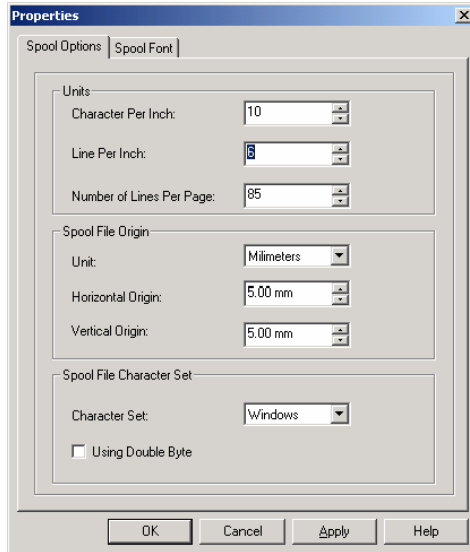 Properties
Spool Options Spool Font
Units
Character Per Inch: 10
Line Per Inch: 6
Number of Lines Per Page: 85
Spool File Origin
Unit: Milimeters
Horizontal Origin: 5.00 mm
Vertical Origin: 5.00 mm
Spool File Character Set
Character Set: Windows
Using Double Byte
OK Cancel Apply Help